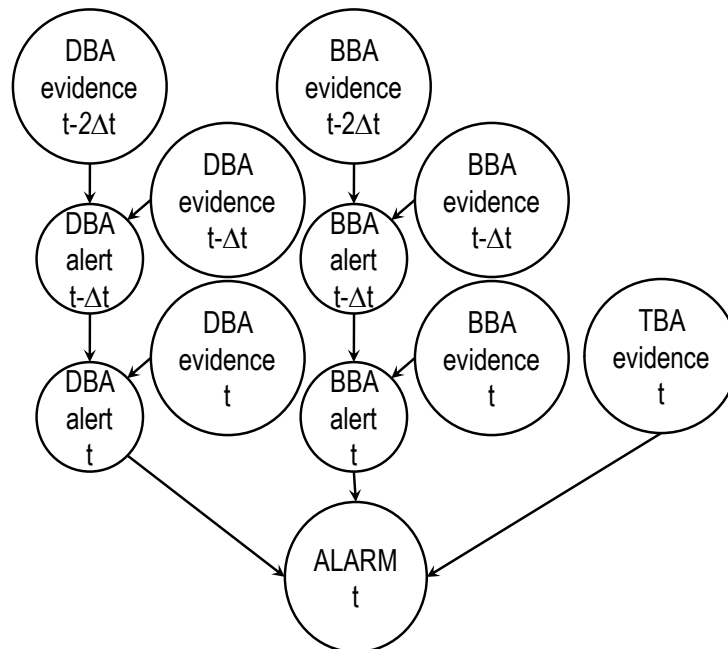 DBA
evidence
t-2Δt
BBA
evidence
t-2Δt
DBA
evidence
t-Δt
BBA
evidence
t-Δt
DBA
alert
t-Δt
BBA
alert
t-Δt
DBA
evidence
t
BBA
evidence
t
TBA
evidence
t
DBA
alert
t
BBA
alert
t
ALARM
t